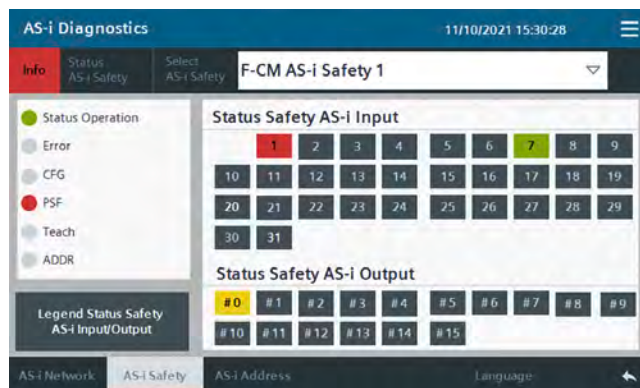 AS-i Diagnostics 11/10/2021 15:30:28
Info Status AS-i Safety Select AS-i Safety F-CM AS-i Safety 1
Status Operation
Error
CFG
PSF
Teach
ADDR
Legend Status Safety
AS-i Input/Output
Status Safety AS-i Input
1 2 3 4 5 6 7 8 9
10 11 12 13 14 15 16 17 18 19
20 21 22 23 24 25 26 27 28 29
30 31
Status Safety AS-i Output
#0 #1 #2 #3 #4 #5 #6 #7 #8 #9
#10 #11 #12 #13 #14 #15
AS-i Network AS-i Safety AS-i Address Language